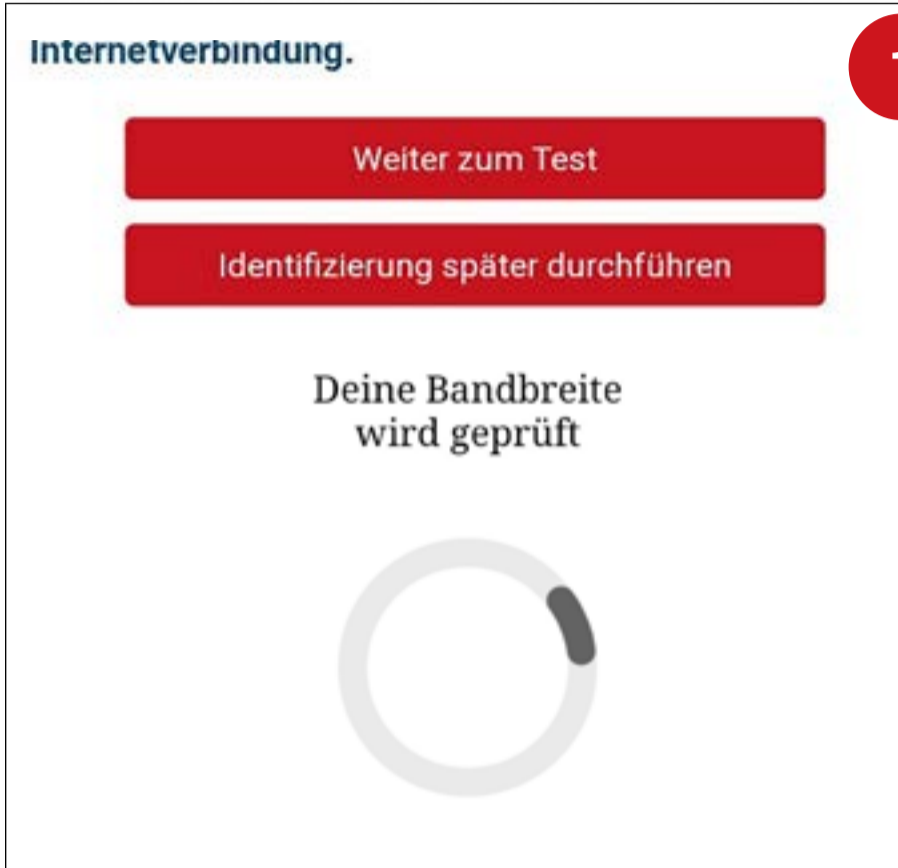 Internetverbindung.
Weiter zum Test
Identifizierung später durchführen
Deine Bandbreite
wird geprüft